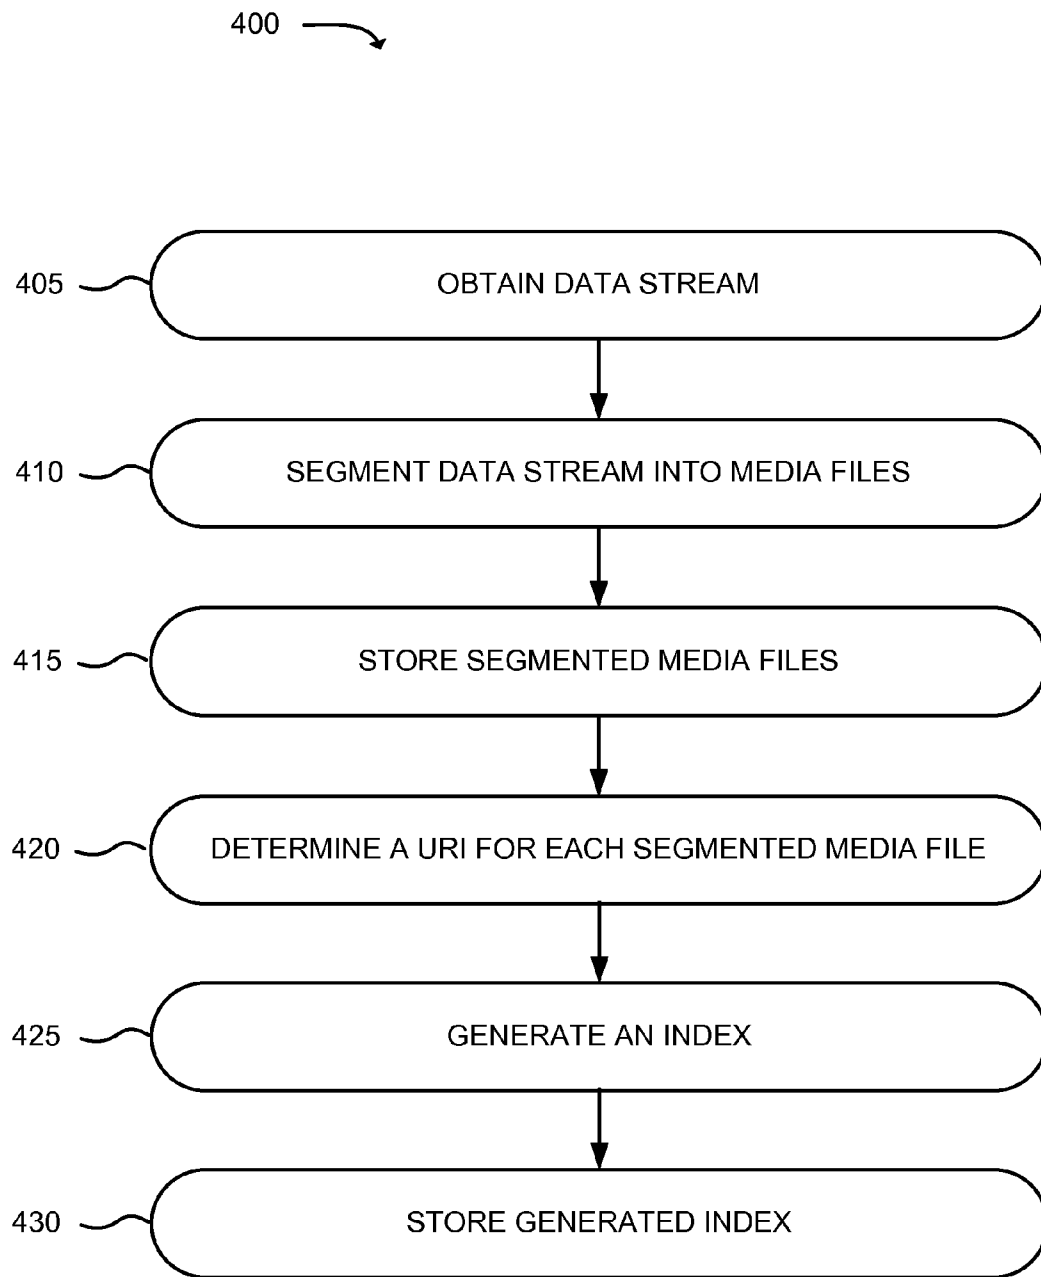 400
405 OBTAIN DATA STREAM
410 SEGMENT DATA STREAM INTO MEDIA FILES
415 STORE SEGMENTED MEDIA FILES
420 DETERMINE A URI FOR EACH SEGMENTED MEDIA FILE
425 GENERATE AN INDEX
430 STORE GENERATED INDEX